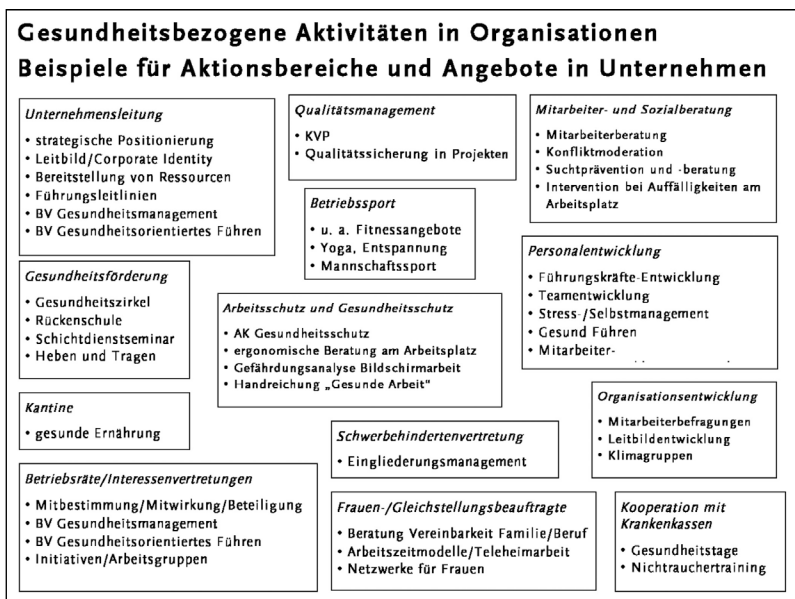 Gesundheitsbezogene Aktivitäten in Organisationen
Beispiele für Aktionsbereiche und Angebote in Unternehmen
Unternehmensleitung
• strategische Positionierung
• Leitbild/Corporate Identity
• Bereitstellung von Ressourcen
• Führungsleitlinien
• BV Gesundheitsmanagement
• BV Gesundheitsorientiertes Führen
Qualitätsmanagement
• KVP
• Qualitätssicherung in Projekten
Mitarbeiter- und Sozialberatung
• Mitarbeiterberatung
• Konfliktmoderation
• Suchtprävention und -beratung
• Intervention bei Auffälligkeiten am
Arbeitsplatz
Betriebssport
• u. a. Fitnessangebote
• Yoga, Entspannung
• Mannschaftssport
Personalentwicklung
• Führungskräfte-Entwicklung
• Teamentwicklung
• Stress-/Selbstmanagement
• Gesund Führen
• Mitarbeiter-
Gesundheitsförderung
• Gesundheitszirkel
• Rückenschule
• Schichtdienstseminar
• Heben und Tragen
Arbeitsschutz und Gesundheitsschutz
• AK Gesundheitsschutz
• ergonomische Beratung am Arbeitsplatz
• Gefährdungsanalyse Bildschirmarbeit
• Handreichung „Gesunde Arbeit“
Kantine
• gesunde Ernährung
Organisationsentwicklung
• Mitarbeiterbefragungen
• Leitbildentwicklung
• Klimagruppen
Schwerbehindertenvertretung
• Eingliederungsmanagement
Betriebsräte/Interessenvertretungen
• Mitbestimmung/Mitwirkung/Beteiligung
• BV Gesundheitsmanagement
• BV Gesundheitsorientiertes Führen
• Initiativen/Arbeitsgruppen
Frauen-/Gleichstellungsbeauftragte
• Beratung Vereinbarkeit Familie/Beruf
• Arbeitszeitmodelle/Teleheimarbeit
• Netzwerke für Frauen
Kooperation mit
Krankenkassen
• Gesundheitstage
• Nichtrauchertraining